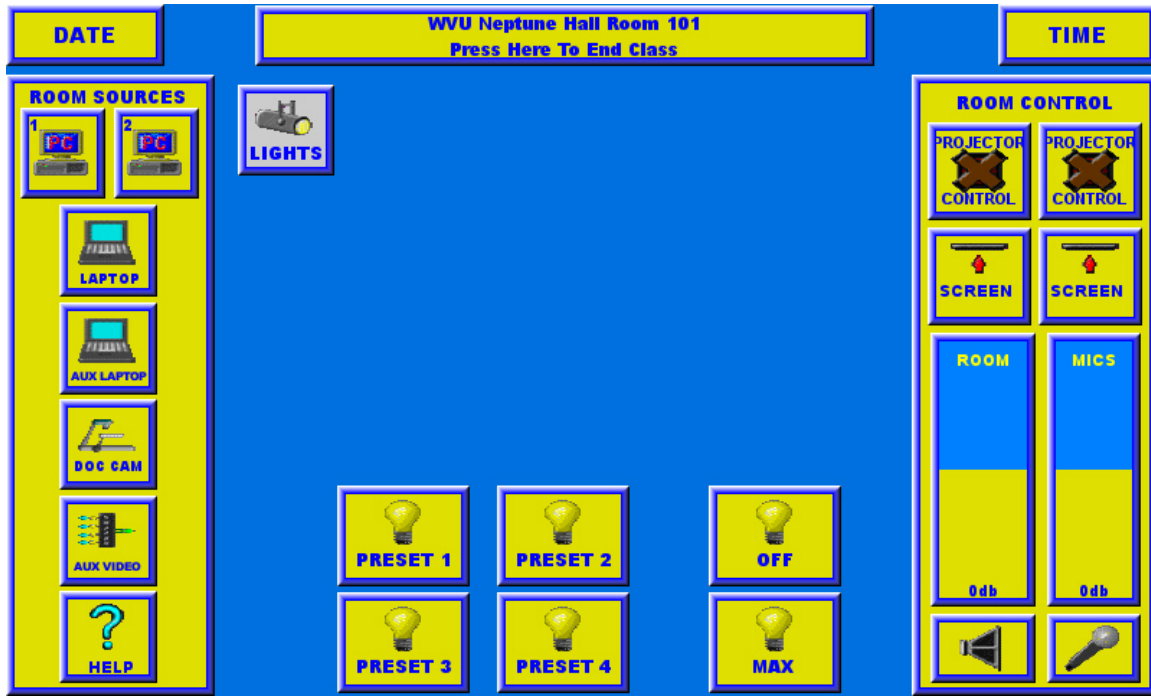 DATE
WVU Neptune Hall Room 101
Press Here To End Class
TIME
ROOM SOURCES
1
PC
2
PC
LAPTOP
AUX LAPTOP
DOC CAM
AUX VIDEO
?
HELP
LIGHTS
PRESET 1
PRESET 2
OFF
PRESET 3
PRESET 4
MAX
ROOM CONTROL
PROJECTOR
CONTROL
PROJECTOR
CONTROL
SCREEN
SCREEN
ROOM
MICS
0db
0db